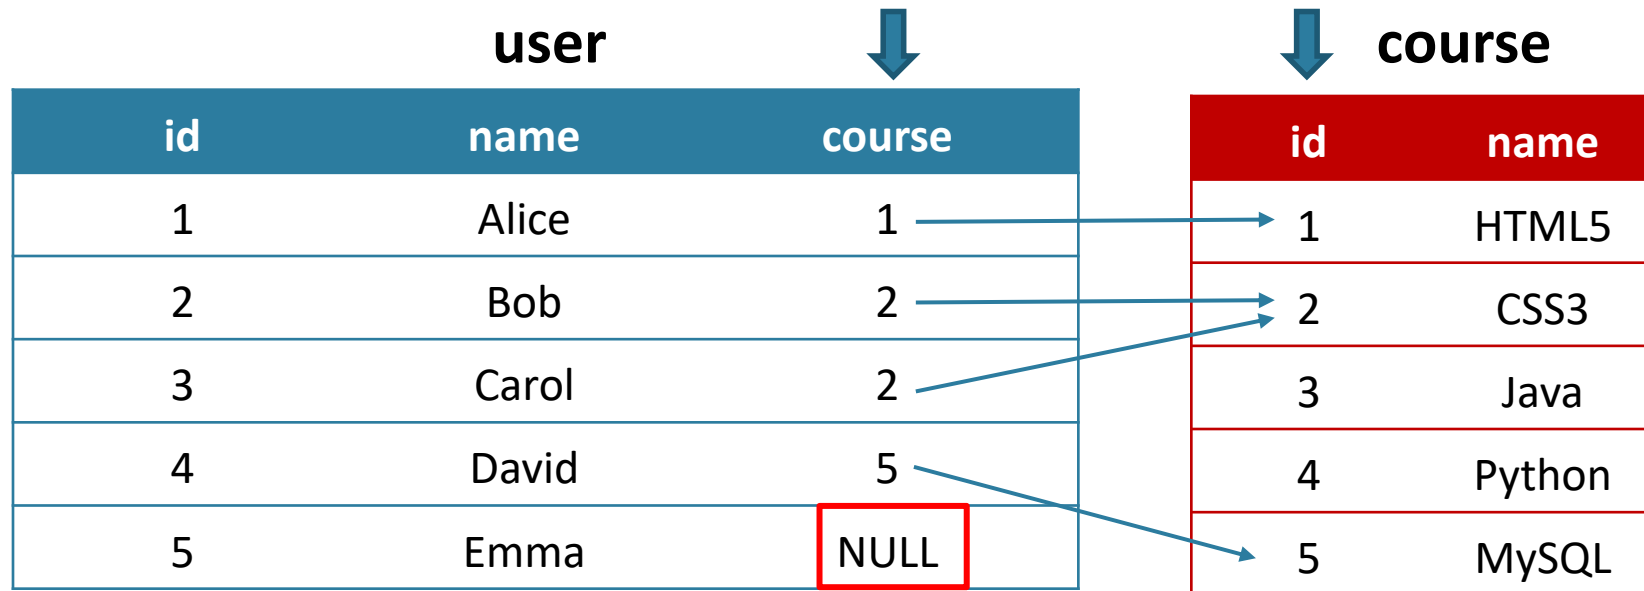 user course
id name course id name
1 Alice 1 1 HTML5
2 Bob 2 2 CSS3
3 Carol 2 3 Java
4 David 5 4 Python
5 Emma NULL 5 MySQL